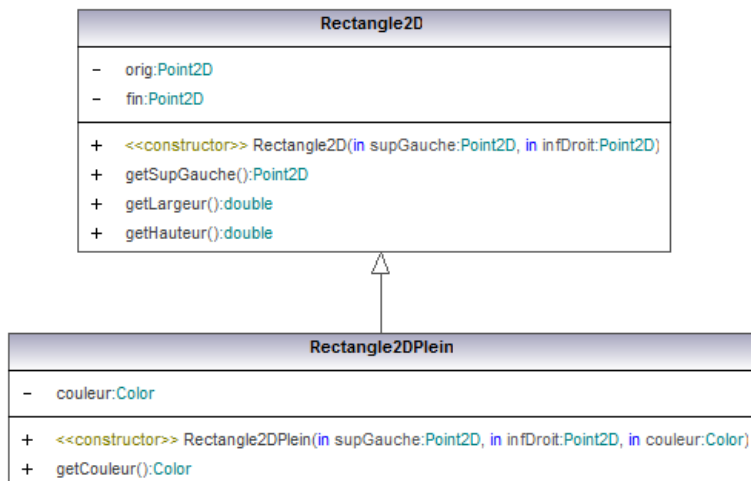 Rectangle2D
- orig:Point2D
- fin:Point2D
+ <<constructor>> Rectangle2D(in supGauche:Point2D, in infDroit:Point2D)
+ getSupGauche():Point2D
+ getLargeur():double
+ getHauteur():double
Rectangle2DPlein
- couleur:Color
+ <<constructor>> Rectangle2DPlein(in supGauche:Point2D, in infDroit:Point2D, in couleur:Color)
+ getCouleur():Color